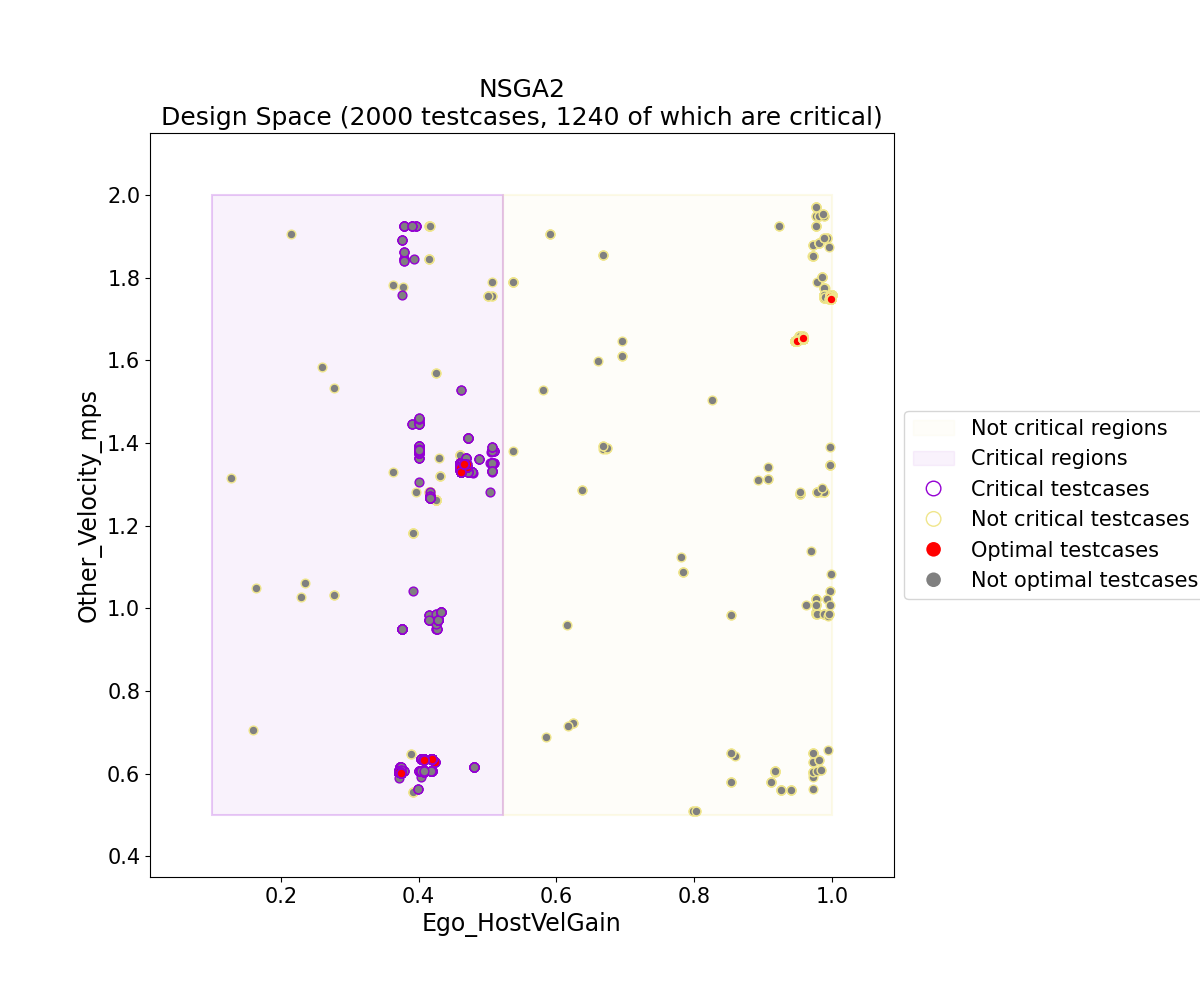 NSGA2
Design Space (2000 testcases, 1240 of which are critical)
Other_Velocity_mps
2.0
1.8
1.6
1.4
1.2
1.0
0.8
0.6
0.4
0.2
0.4
0.6
0.8
1.0
Ego_HostVelGain
Not critical regions
Critical regions
Critical testcases
Not critical testcases
Optimal testcases
Not optimal testcases